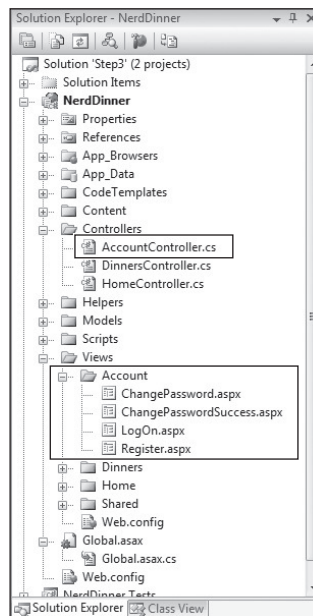 Solution Explorer - NerdDinner
Solution 'Step3' (2 projects)
Solution Items
NerdDinner
Properties
References
App_Browsers
App_Data
CodeTemplates
Content
Controllers
AccountController.cs
DinnersController.cs
HomeController.cs
Helpers
Models
Scripts
Views
Account
ChangePassword.aspx
ChangePasswordSuccess.aspx
LogOn.aspx
Register.aspx
Dinners
Home
Shared
Web.config
Global.asax
Global.asax.cs
Web.config
NerdDinner.Tests
Solution Explorer Class View